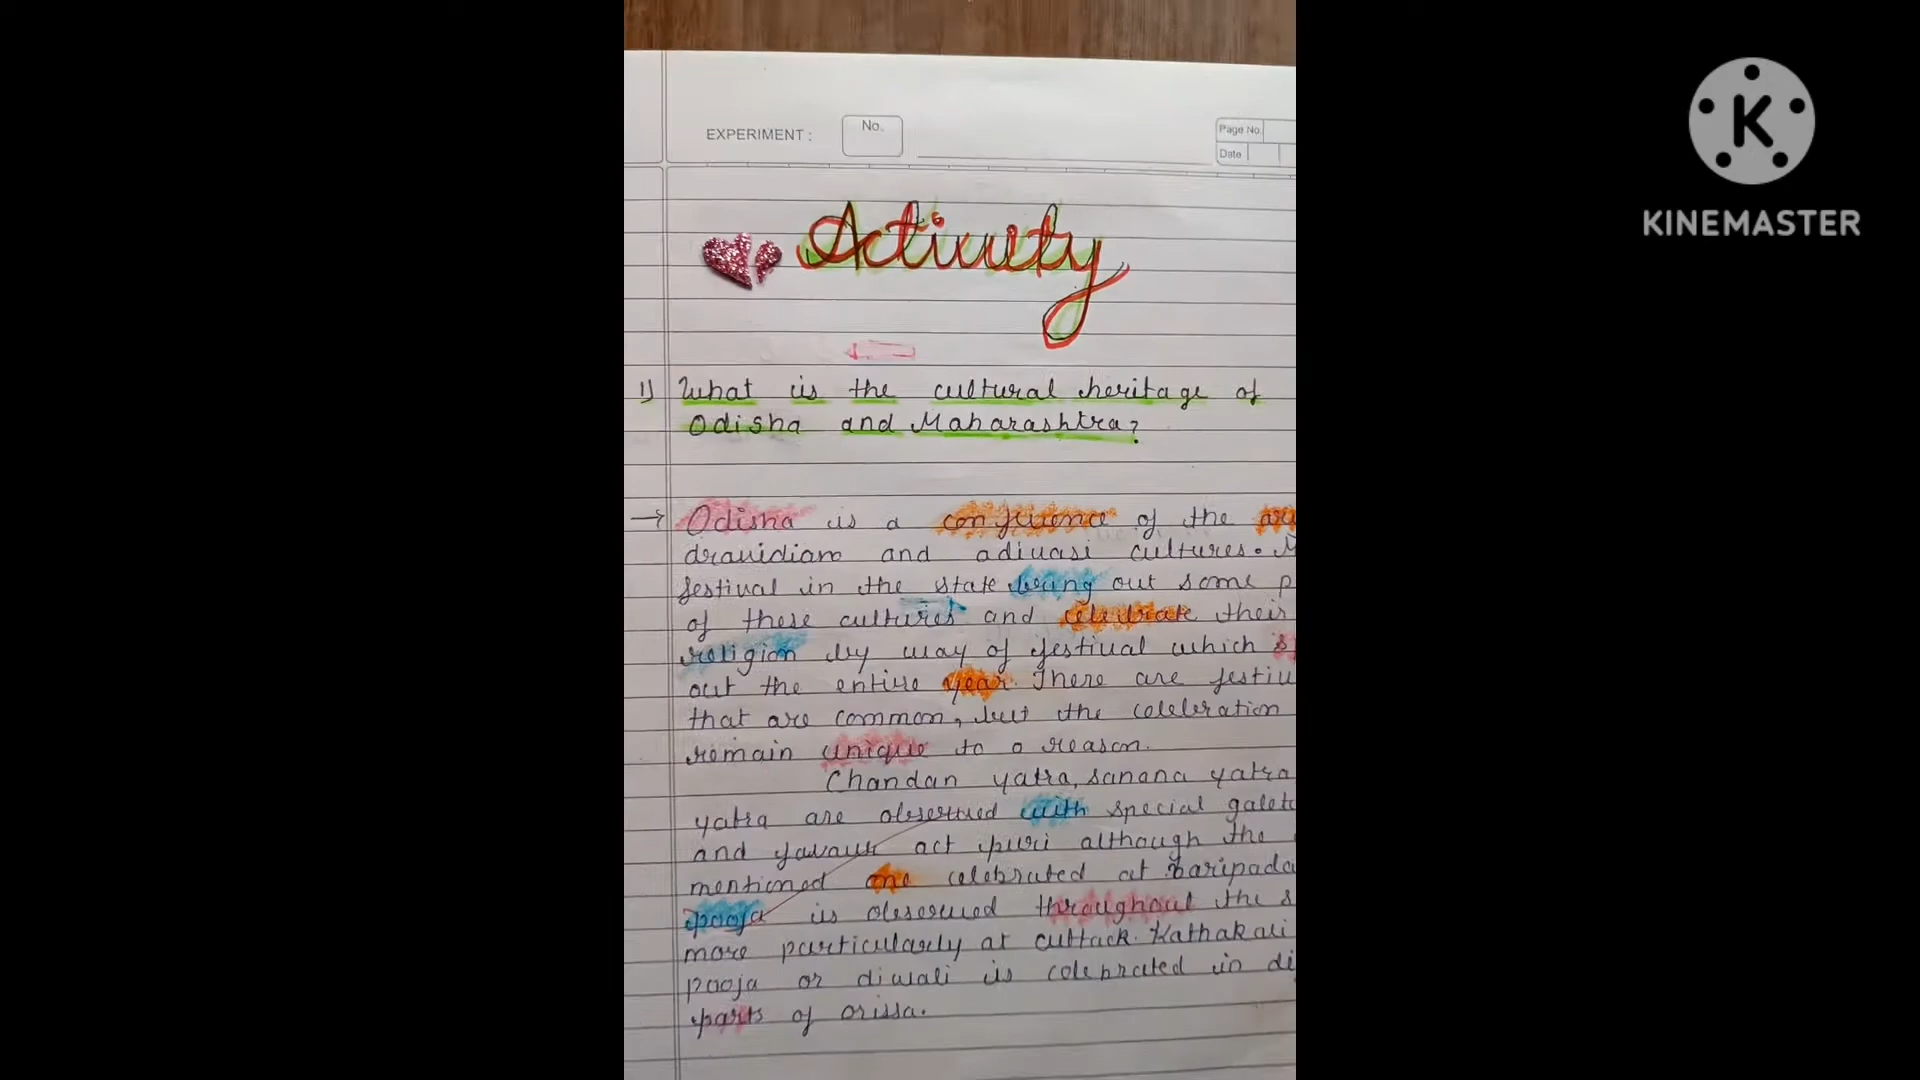 EXPERIMENT :
No.
Page No.
Date
Activity
1) What is the cultural heritage of
Odisha and Maharashtra?
→ Odisha is a confluence of the
dravidian and adivasi cultures.
festival in the state bring out some
of these cultures and celebrate their
religion by way of festival which
out the entire year. There are
that are common, but the celebration
remain unique to a reason.
Chandan yatra, sanana yatra
yatra are observed with special
and act puri although the
mentioned are celebrated at baripada
pooja is observed throughout the
more particularly at cuttack. Kathakali
pooja or diwali is celebrated in
parts of orissa.
K
KINEMASTER